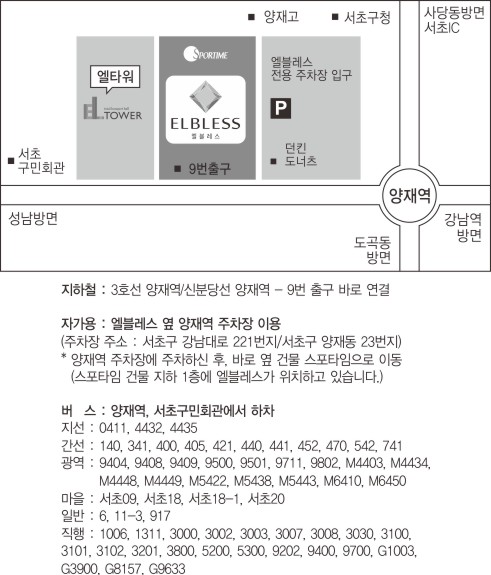 ■ 양재고
■ 서초구청
사당동방면
서초IC
엘타워
TOWER
SPORTIME
ELBLESS
엘블레스
■ 9번출구
엘블레스
전용 주차장 입구
P
던킨
■ 도너츠
■ 서초
구민회관
양재역
성남방면
도곡동
방면
강남역
방면
지하철 : 3호선 양재역/신분당선 양재역 – 9번 출구 바로 연결
자가용 : 엘블레스 옆 양재역 주차장 이용
(주차장 주소 : 서초구 강남대로 221번지/서초구 양재동 23번지)
* 양재역 주차장에 주차하신 후, 바로 옆 건물 스포타임으로 이동
(스포타임 건물 지하 1층에 엘블레스가 위치하고 있습니다.)
버 스 : 양재역, 서초구민회관에서 하차
지선 : 0411, 4432, 4435
간선 : 140, 341, 400, 405, 421, 440, 441, 452, 470, 542, 741
광역 : 9404, 9408, 9409, 9500, 9501, 9711, 9802, M4403, M4434,
M4448, M4449, M5422, M5438, M5443, M6410, M6450
마을 : 서초09, 서초18, 서초18-1, 서초20
일반 : 6, 11-3, 917
직행 : 1006, 1311, 3000, 3002, 3003, 3007, 3008, 3030, 3100,
3101, 3102, 3201, 3800, 5200, 5300, 9202, 9400, 9700, G1003,
G3900, G8157, G9633